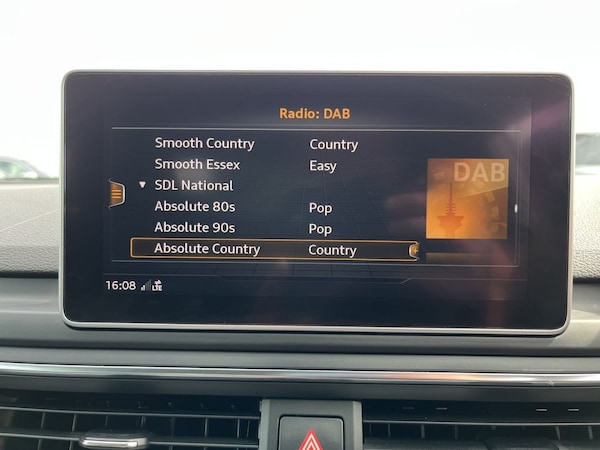 Radio: DAB
Smooth Country Country
Smooth Essex Easy
▼ SDL National
Absolute 80s Pop
Absolute 90s Pop
Absolute Country Country
DAB
16:08 LTE